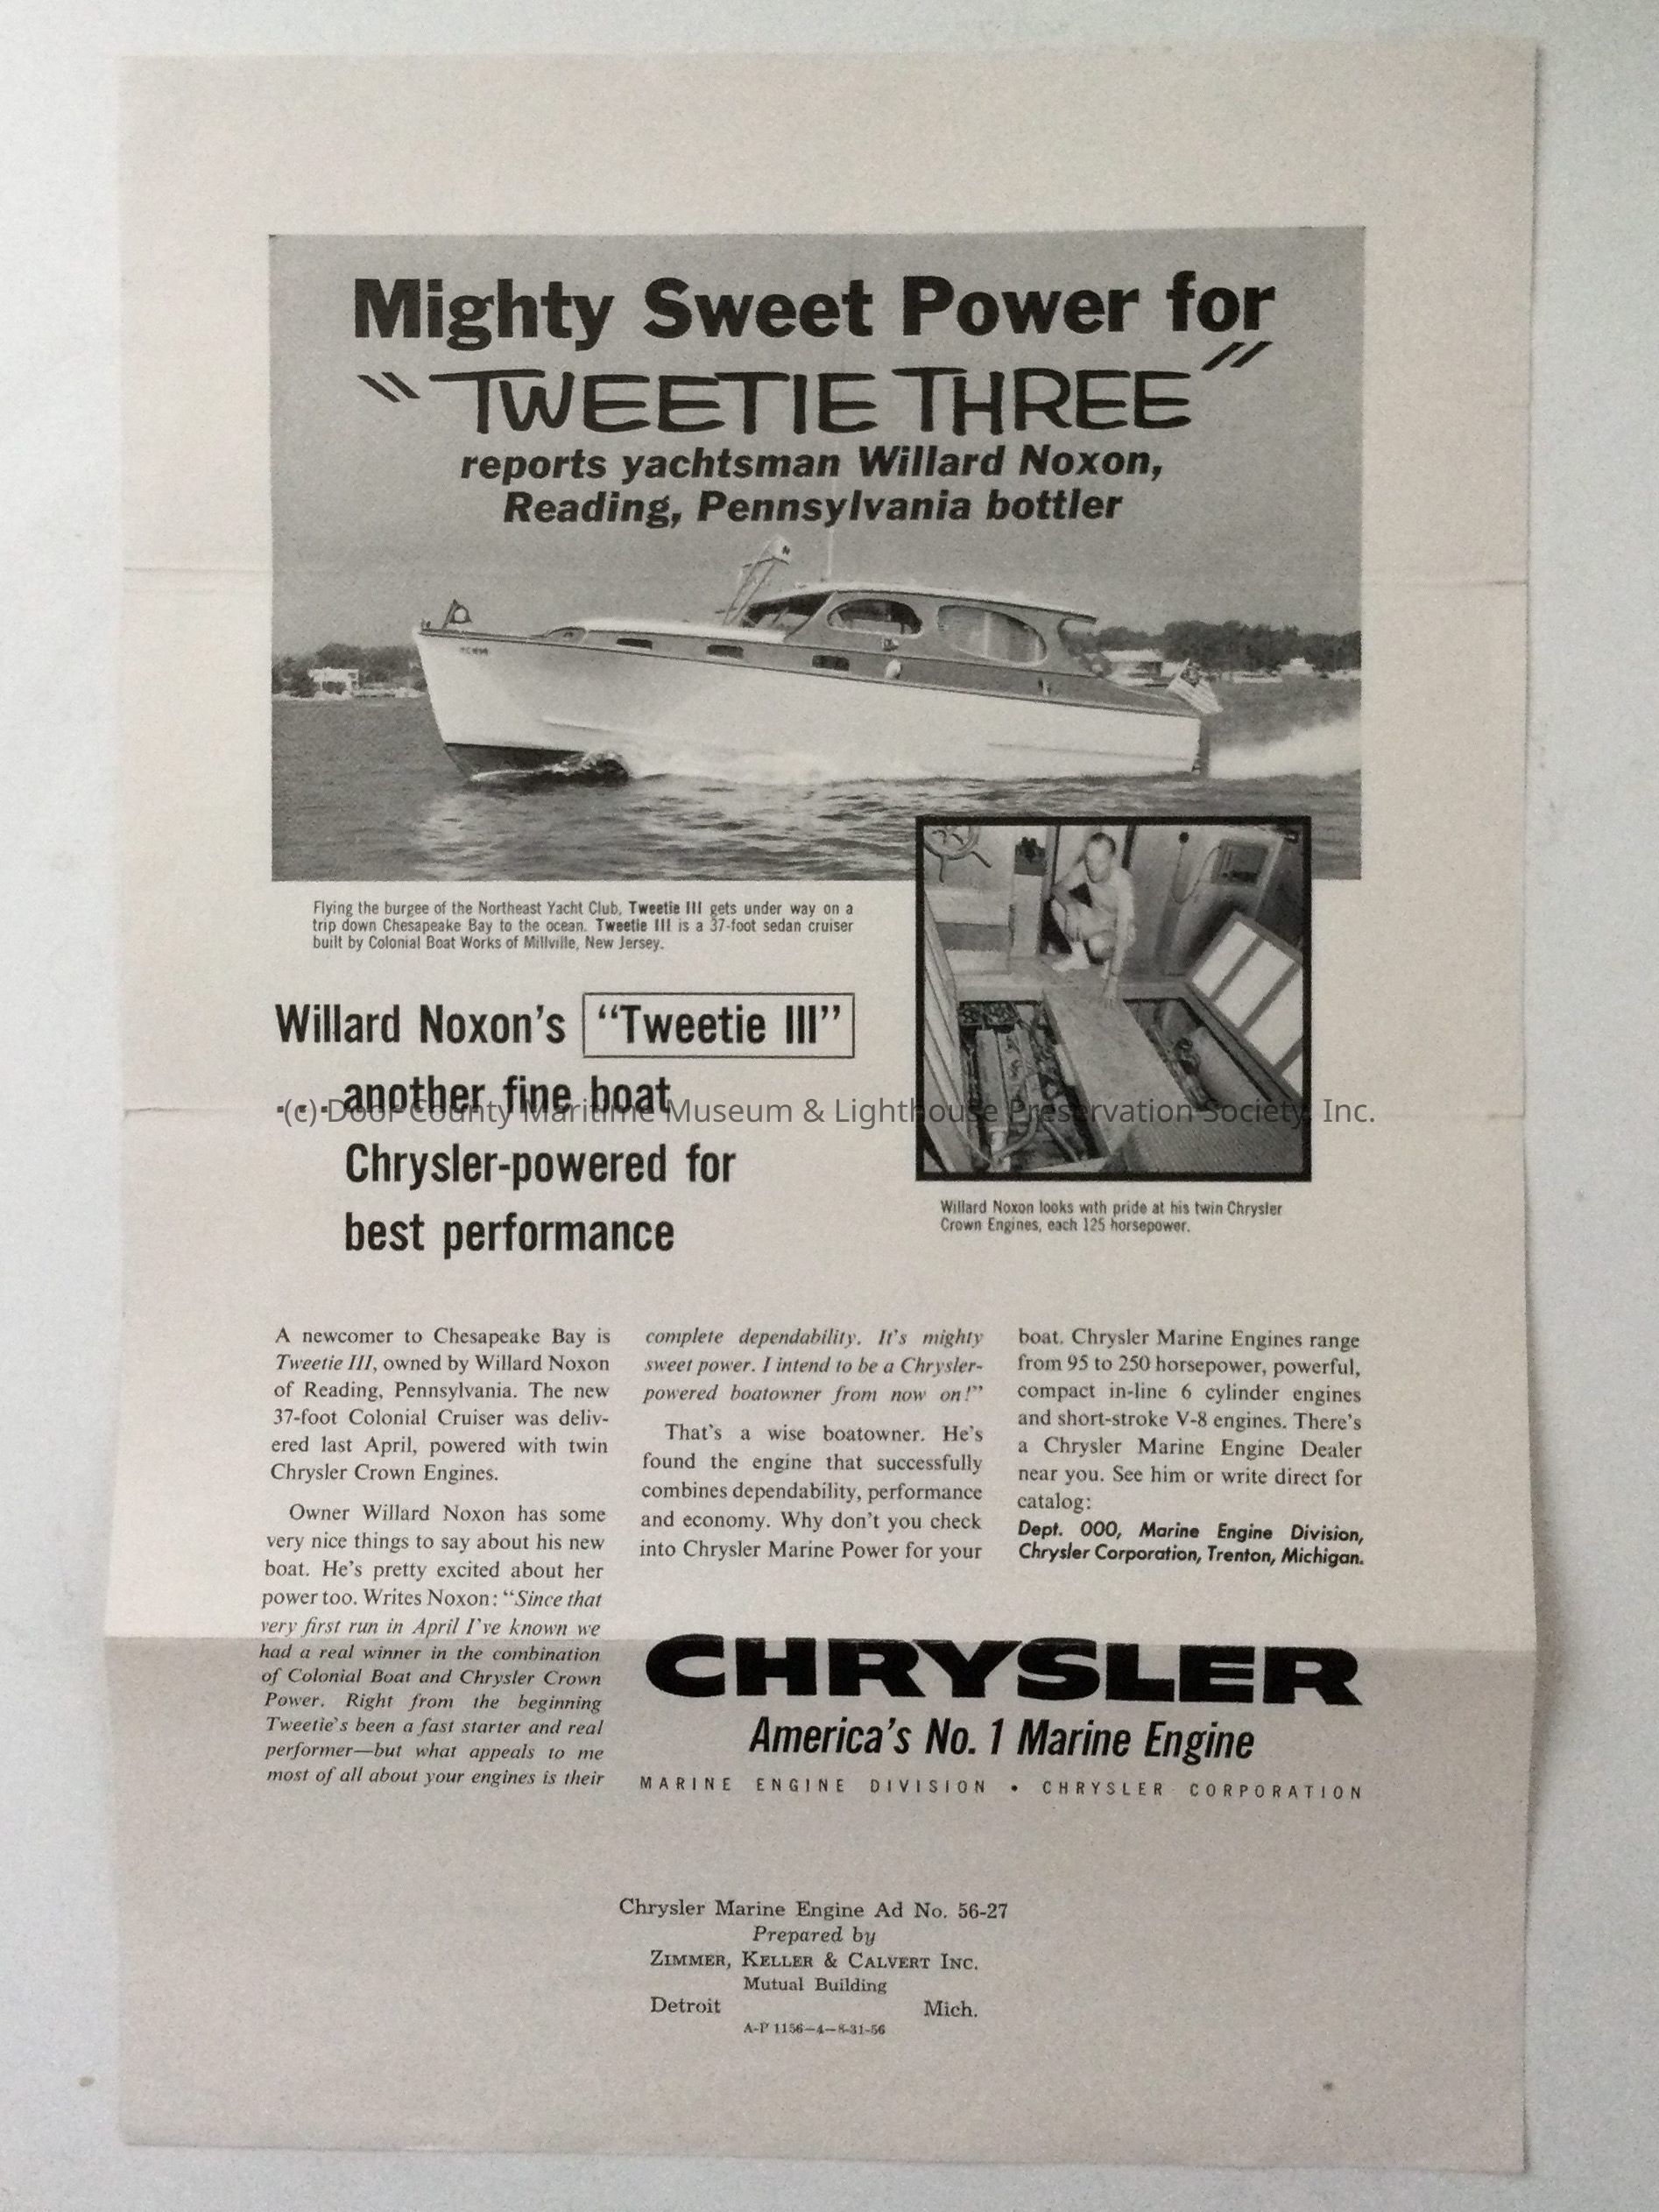 Mighty Sweet Power for
"TWEETIE THREE"
reports yachtsman Willard Noxon,
Reading, Pennsylvania bottler
Flying the burgee of the Northeast Yacht Club, Tweetie III gets under way on a
trip down Chesapeake Bay to the ocean. Tweetie III is a 37-foot sedan cruiser
built by Colonial Boat Works of Millville, New Jersey.
Willard Noxon's "Tweetie III"
... another fine boat
Chrysler-powered for
best performance
(c) Door County Maritime Museum & Lighthouse Preservation Society, Inc.
Willard Noxon looks with pride at his twin Chrysler
Crown Engines, each 125 horsepower.
A newcomer to Chesapeake Bay is
Tweetie III, owned by Willard Noxon
of Reading, Pennsylvania. The new
37-foot Colonial Cruiser was deliv-
ered last April, powered with twin
Chrysler Crown Engines.
Owner Willard Noxon has some
very nice things to say about his new
boat. He's pretty excited about her
power too. Writes Noxon: "Since that
very first run in April I've known we
had a real winner in the combination
of Colonial Boat and Chrysler Crown
Power. Right from the beginning
Tweetie's been a fast starter and real
performer—but what appeals to me
most of all about your engines is their
complete dependability. It's mighty
sweet power. I intend to be a Chrysler-
powered boatowner from now on!"
That's a wise boatowner. He's
found the engine that successfully
combines dependability, performance
and economy. Why don't you check
into Chrysler Marine Power for your
boat. Chrysler Marine Engines range
from 95 to 250 horsepower, powerful,
compact in-line 6 cylinder engines
and short-stroke V-8 engines. There's
a Chrysler Marine Engine Dealer
near you. See him or write direct for
catalog:
Dept. 000, Marine Engine Division,
Chrysler Corporation, Trenton, Michigan.
CHRYSLER
America's No. 1 Marine Engine
MARINE ENGINE DIVISION • CHRYSLER CORPORATION
Chrysler Marine Engine Ad No. 56-27
Prepared by
ZIMMER, KELLER & CALVERT INC.
Mutual Building
Detroit Mich.
A-P 1156—4—8-31-56